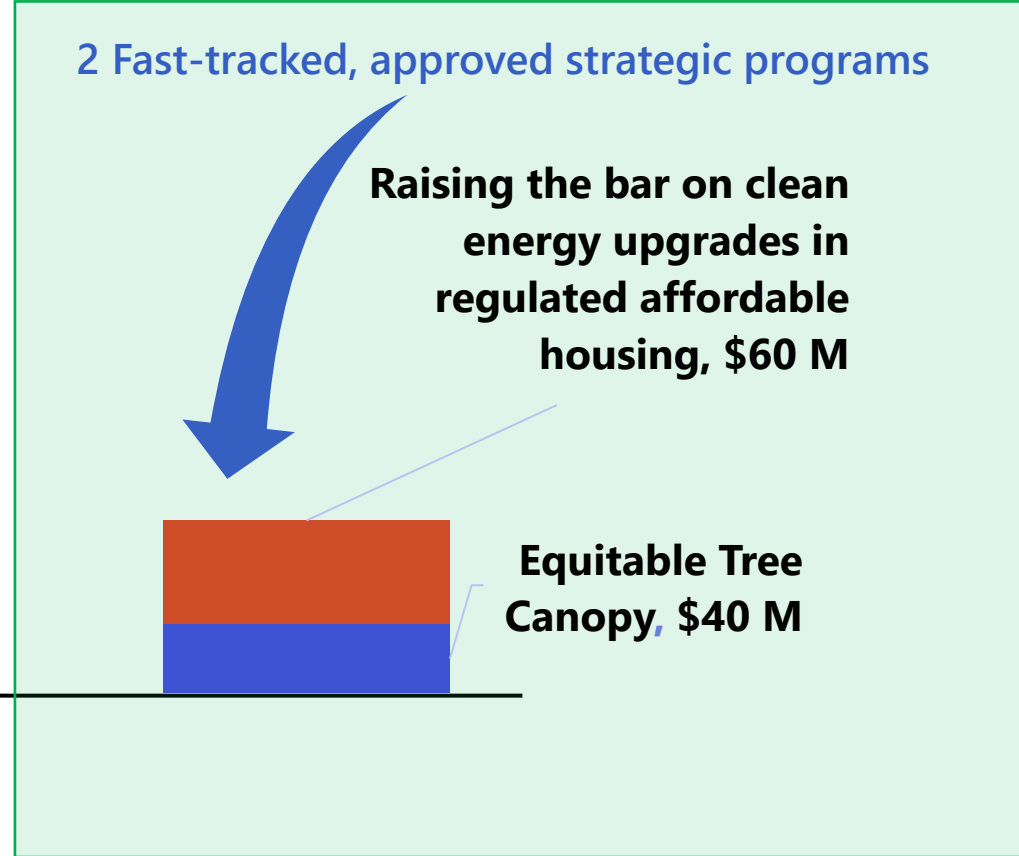 2 Fast-tracked, approved strategic programs
Raising the bar on clean
energy upgrades in
regulated affordable
housing, $60 M
Equitable Tree
Canopy, $40 M